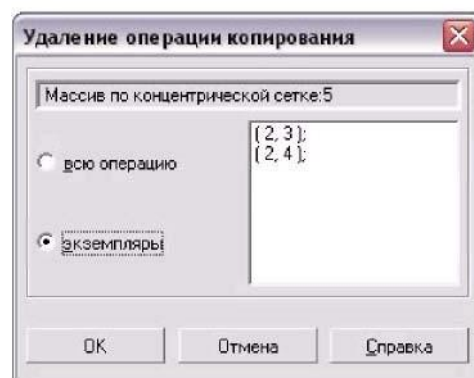 Удаление операции копирования
Массив по концентрической сетке:5
всю операцию
экземпляры
( 2, 3 );
( 2, 4 );
OK
Отмена
Справка